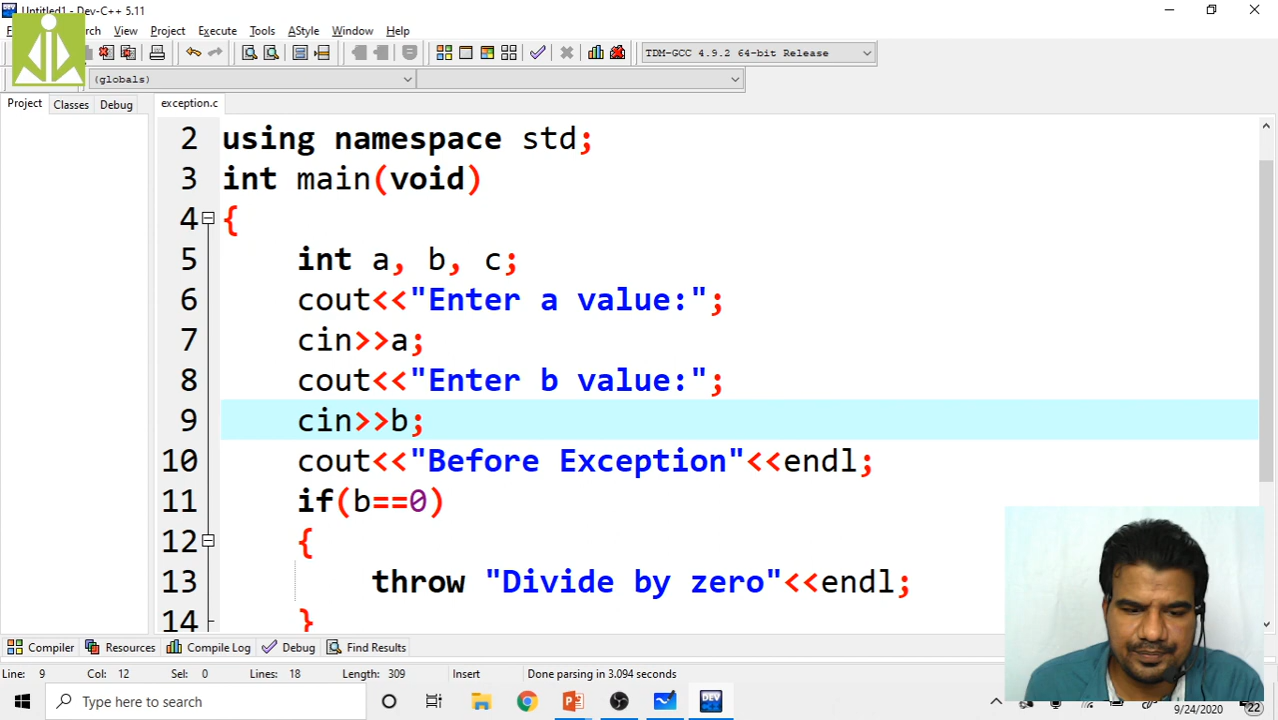 Untitled1 - Dev-C++ 5.11
View Project Execute Tools AStyle Window Help
TDM-GCC 4.9.2 64-bit Release
(globals)
Project Classes Debug
exception.c
2 using namespace std;
3 int main(void)
4 {
5 int a, b, c;
6 cout<<"Enter a value:";
7 cin>>a;
8 cout<<"Enter b value:";
9 cin>>b;
10 cout<<"Before Exception"<<endl;
11 if(b==0)
12 {
13 throw "Divide by zero"<<endl;
14 }
Compiler Resources Compile Log Debug Find Results
Line: 9 Col: 12 Sel: 0 Lines: 18 Length: 309 Insert Done parsing in 3.094 seconds
Type here to search
DEV
9/24/2020
22